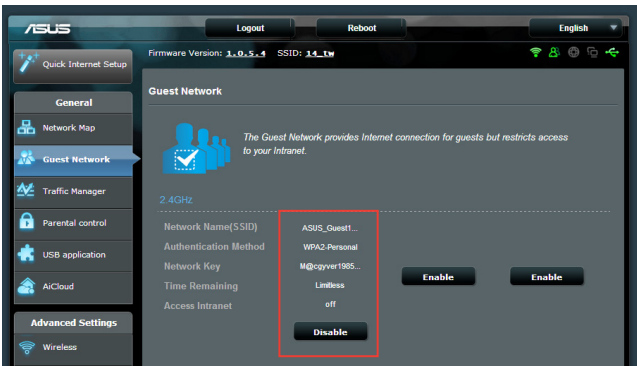 ASUS
Logout
Reboot
English
Quick Internet Setup
Firmware Version: 1.0.5.4 SSID: 14_tw
General
Network Map
Guest Network
Traffic Manager
Parental control
USB application
AiCloud
Advanced Settings
Wireless
Guest Network
The Guest Network provides Internet connection for guests but restricts access
to your Intranet.
2.4GHz
Network Name(SSID) ASUS_Guest1...
Authentication Method WPA2-Personal
Network Key M@cgyver1985...
Time Remaining Limitless
Access Intranet off
Disable
Enable
Enable